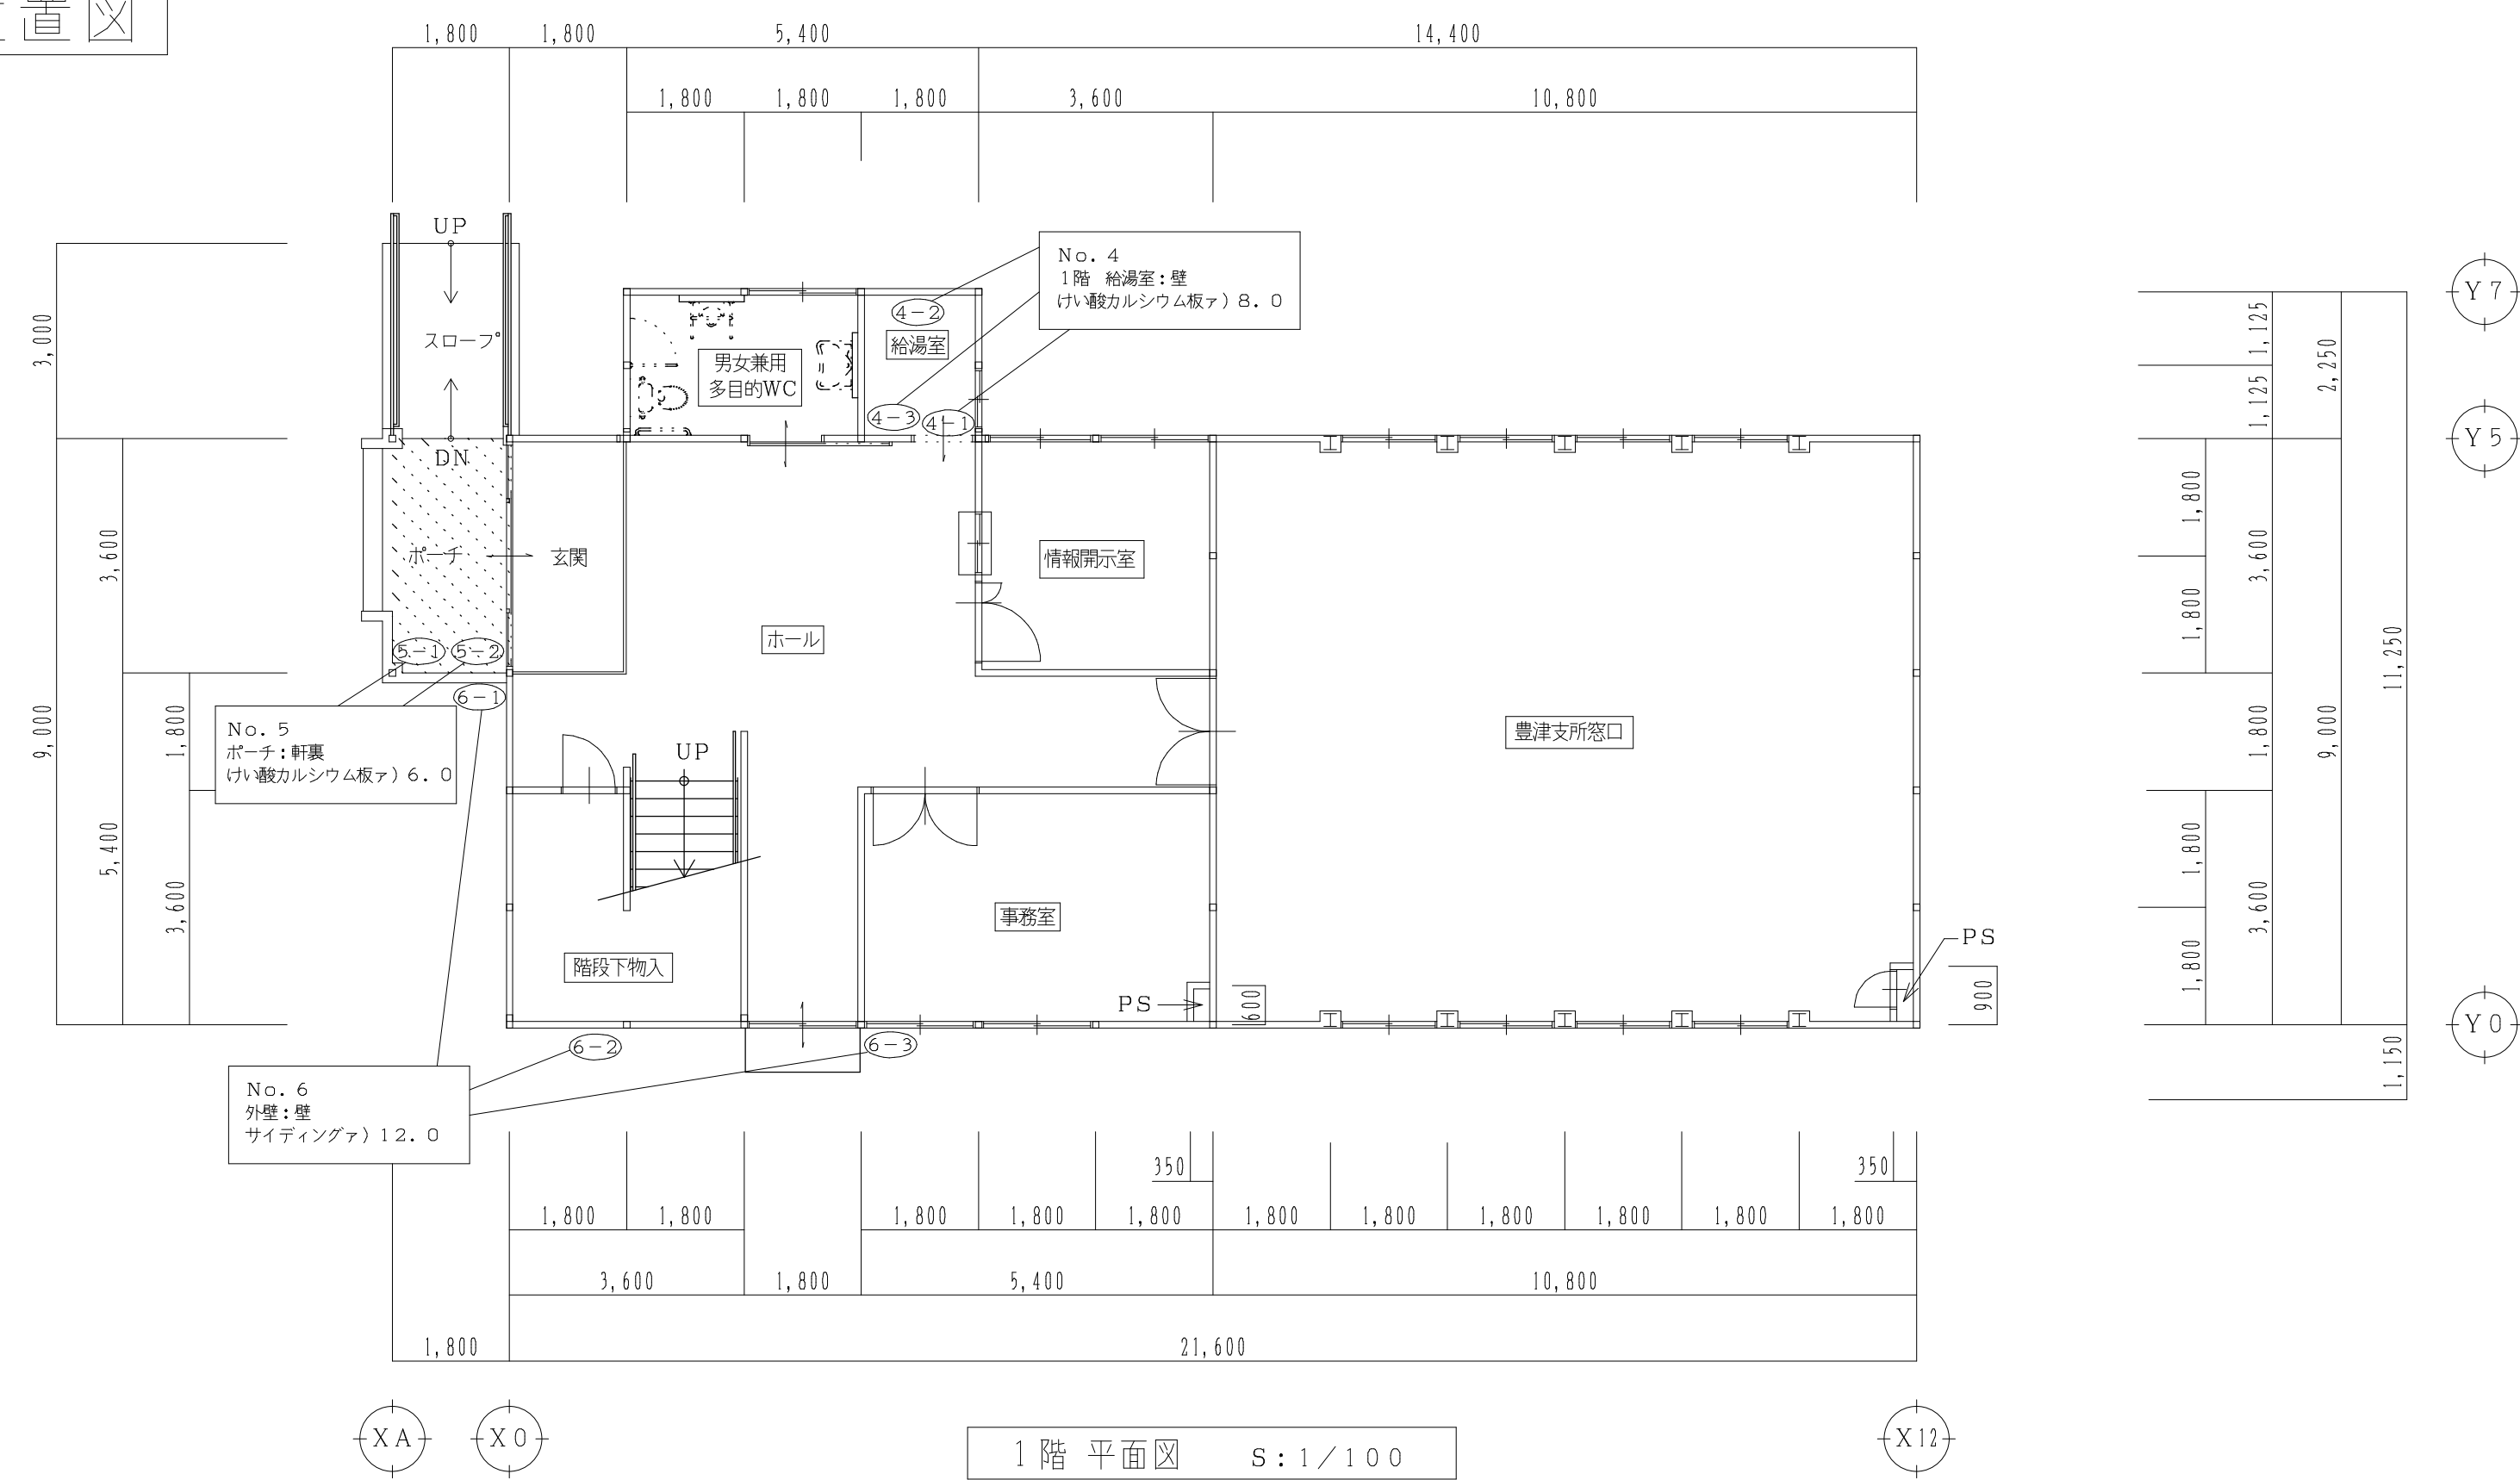 置図
1,800 1,800 5,400 14,400
1,800 1,800 1,800 3,600 10,800
UP
No. 4
1階 給湯室：壁
けい酸カルシウム板ァ）8. 0
Y7
4-2
給湯室
スロープ
男女兼用
多目的WC
4-3
4-1
3,000
1,125
1,125
2,250
Y5
DN
ポーチ
玄関
情報開示室
ホール
3,600
1,800
1,800
3,600
11,250
5-1
5-2
6-1
No. 5
ポーチ：軒裏
けい酸カルシウム板ァ）6. 0
UP
豊津支所窓口
9,000
1,800
1,800
9,000
5,400
3,600
1,800
1,800
3,600
事務室
階段下物入
PS
600
PS
900
Y0
6-2
6-3
1,150
No. 6
外壁：壁
サイディングァ）12. 0
350 350
1,800 1,800 1,800 1,800 1,800 1,800 1,800 1,800 1,800 1,800 1,800
3,600 1,800 5,400 10,800
1,800 21,600
XA X0 X12
1階 平面図 S：1／100